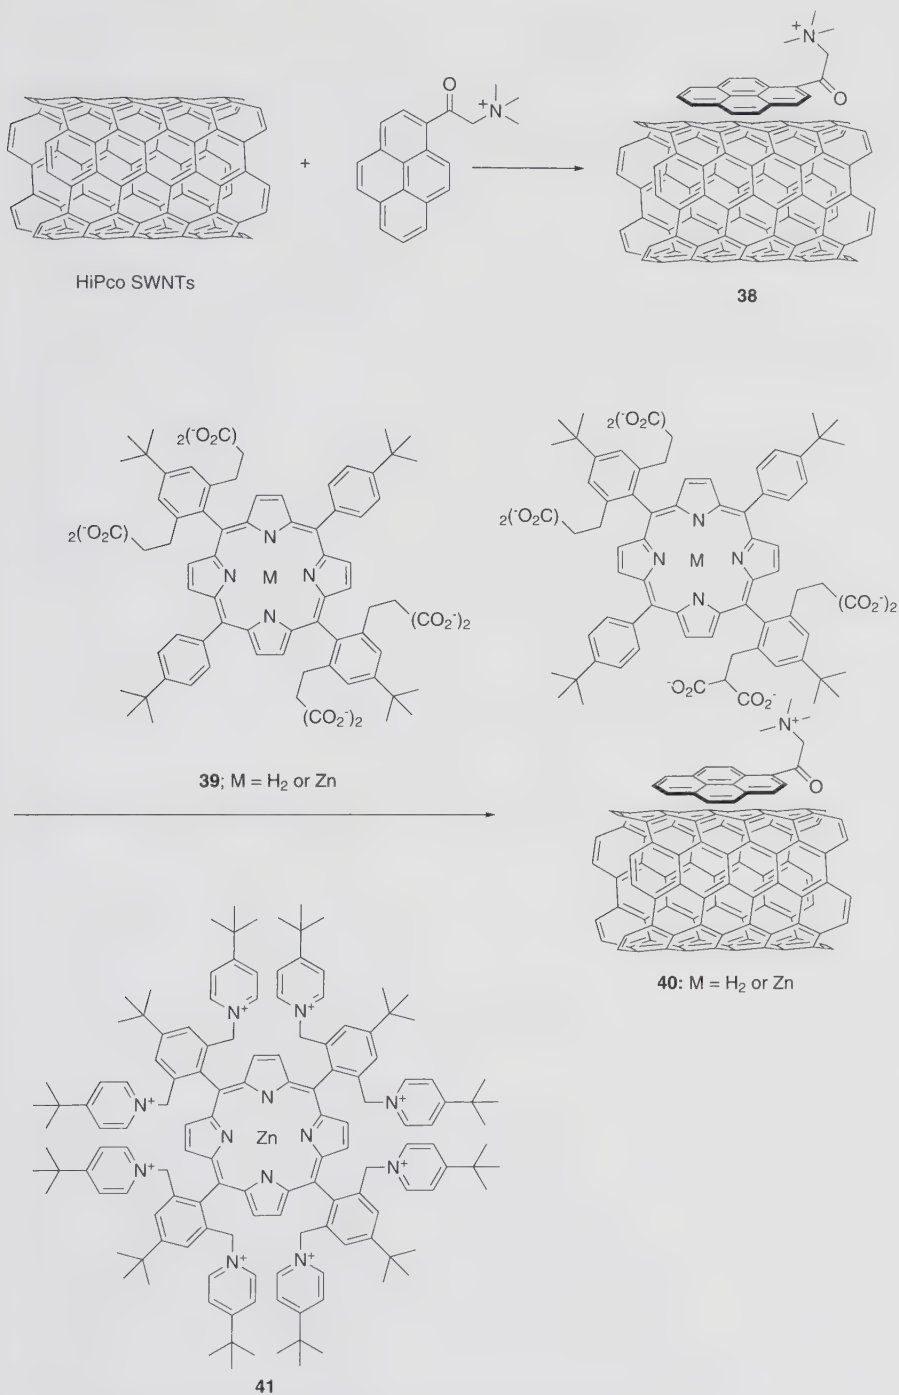 O
+
N
+
N
O
+
HiPco SWNTs
38
2(⁻O₂C)
2(⁻O₂C)
N
N
M
N
N
(CO₂⁻)₂
(CO₂⁻)₂
39; M = H₂ or Zn
2(⁻O₂C)
2(⁻O₂C)
N
N
M
N
N
(CO₂⁻)₂
⁻O₂C
CO₂⁻
N⁺
O
40: M = H₂ or Zn
N⁺
N⁺
N⁺
N⁺
N
N
Zn
N
N
N⁺
N⁺
N⁺
N⁺
41